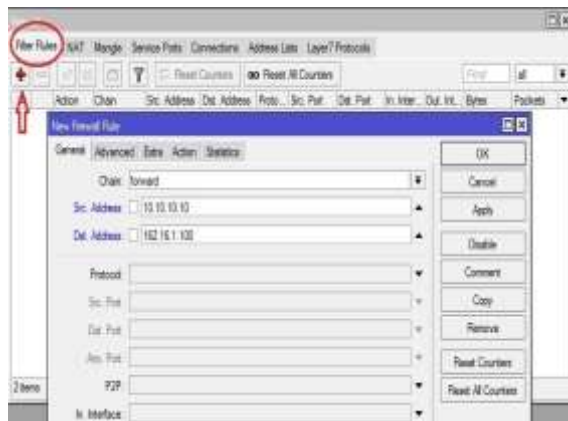 Filter Rules NAT Mangle Service Ports Connections Address Lists Layer7 Protocols
Reset Counters 00 Reset All Counters Find all
Action Chain Src. Address Dst. Address Proto... Src. Port Dst. Port In. Inter... Out. Int... Bytes Packets
New Firewall Rule
General Advanced Extra Action Statistics
OK
Chain: forward
Cancel
Src. Address: 10.10.10.10
Apply
Dst. Address: 162.16.1.100
Disable
Protocol:
Comment
Src. Port:
Copy
Dst. Port:
Remove
Any. Port:
Reset Counters
2 items
P2P:
Reset All Counters
In. Interface: